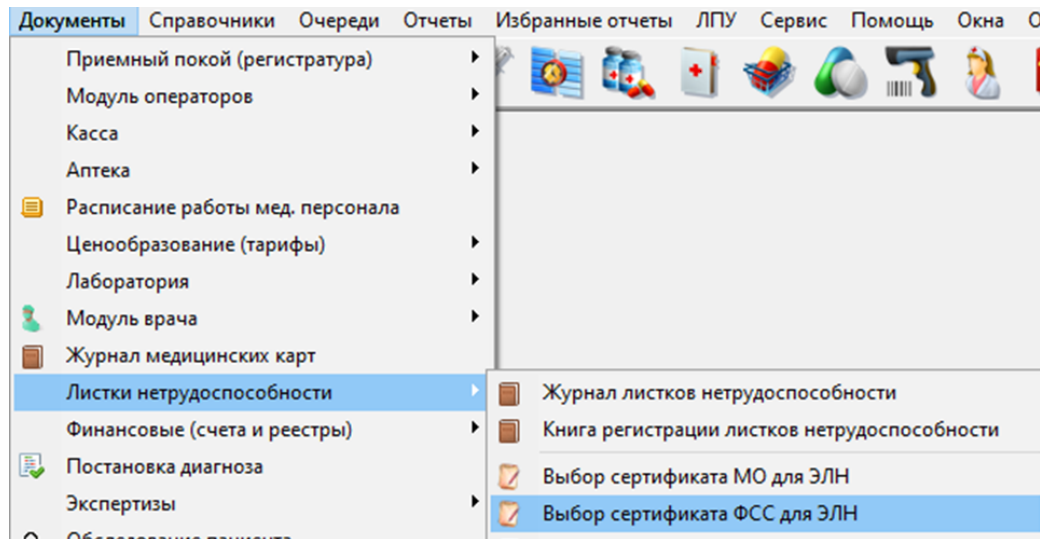 Документы Справочники Очереди Отчеты Избранные отчеты ЛПУ Сервис Помощь Окна
Приемный покой (регистратура)
Модуль операторов
Касса
Аптека
Расписание работы мед. персонала
Ценообразование (тарифы)
Лаборатория
Модуль врача
Журнал медицинских карт
Листки нетрудоспособности
Журнал листков нетрудоспособности
Финансовые (счета и реестры)
Книга регистрации листков нетрудоспособности
Постановка диагноза
Выбор сертификата МО для ЭЛН
Экспертизы
Выбор сертификата ФСС для ЭЛН
Обследование пациента